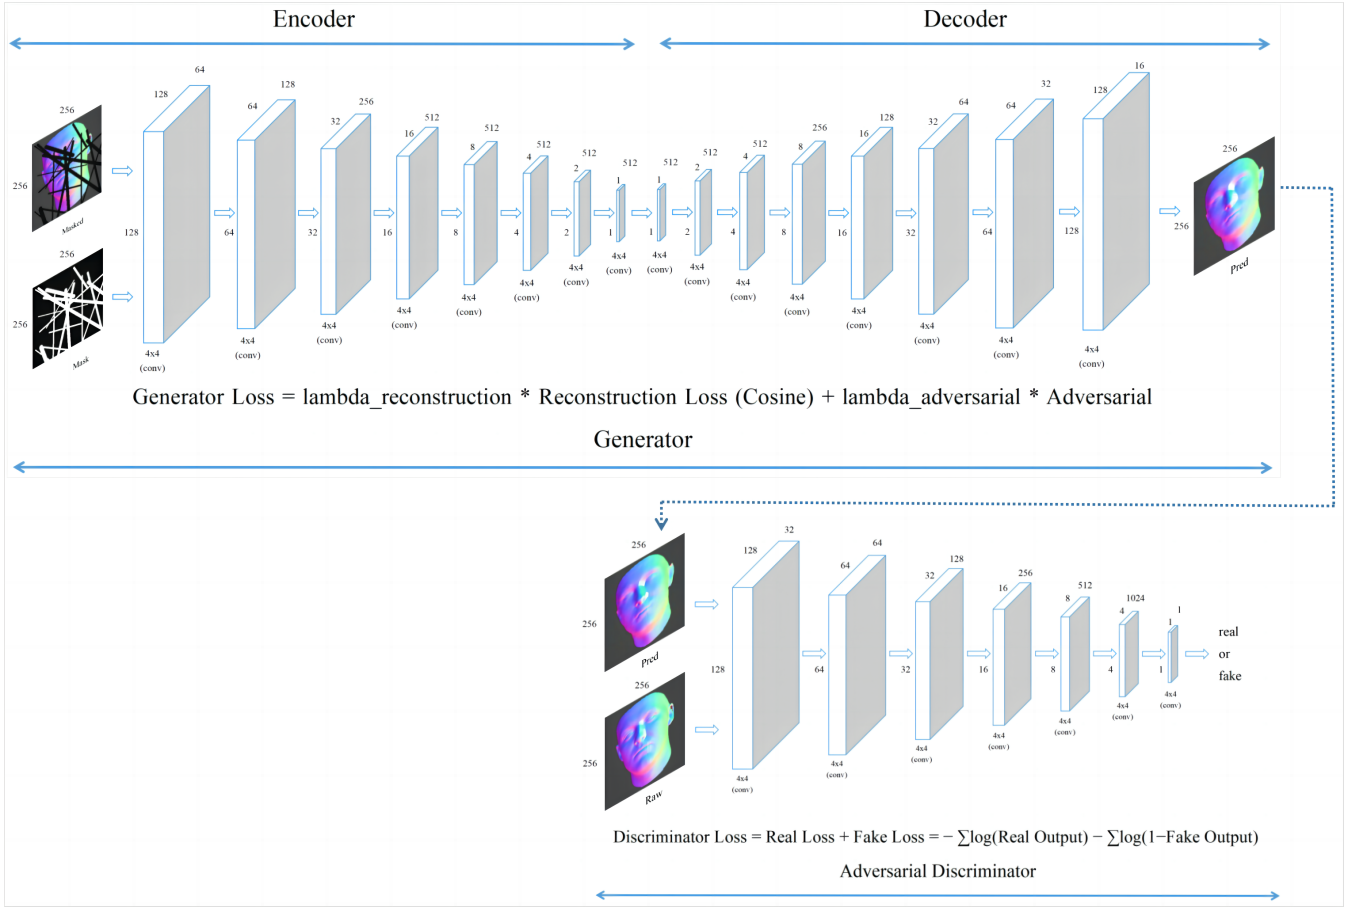 Encoder
Decoder
256
256
Masked
256
256
Mask
64
128
128
4x4
(conv)
128
64
64
4x4
(conv)
256
32
32
4x4
(conv)
512
16
16
4x4
(conv)
512
8
8
4x4
(conv)
512
4
4
4x4
(conv)
512
2
2
4x4
(conv)
512
1
1
4x4
(conv)
512
1
1
4x4
(conv)
512
2
2
4x4
(conv)
512
4
4
4x4
(conv)
256
8
8
4x4
(conv)
128
16
16
4x4
(conv)
64
32
32
4x4
(conv)
32
64
64
4x4
(conv)
16
128
128
4x4
(conv)
256
256
Pred
Generator Loss = lambda_reconstruction * Reconstruction Loss (Cosine) + lambda_adversarial * Adversarial
Generator
256
256
Pred
256
256
Raw
32
128
128
4x4
(conv)
64
64
64
4x4
(conv)
128
32
32
4x4
(conv)
256
16
16
4x4
(conv)
512
8
8
4x4
(conv)
1024
4
4
4x4
(conv)
1
1
1
4x4
(conv)
real
or
fake
Discriminator Loss = Real Loss + Fake Loss = − ∑log(Real Output) − ∑log(1−Fake Output)
Adversarial Discriminator